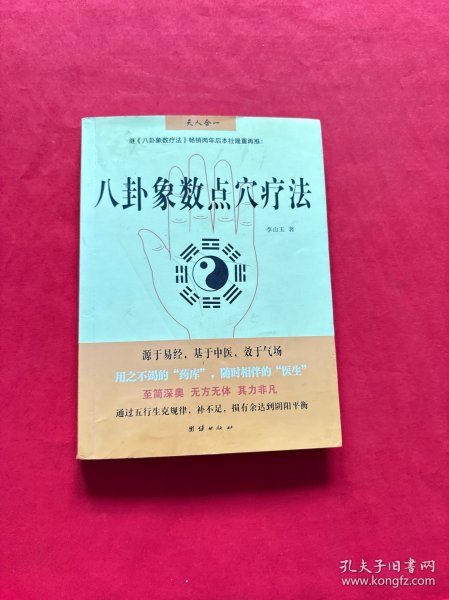 天人合一
继《八卦象数疗法》畅销两年后本社隆重再推：
八卦象数点穴疗法
李山玉 著
源于易经，基于中医，效于气场
用之不竭的“药库”，随时相伴的“医生”
至简深奥 无方无体 其力非凡
通过五行生克规律，补不足，损有余达到阴阳平衡
团结出版社
孔夫子旧书网
www.kongfz.com